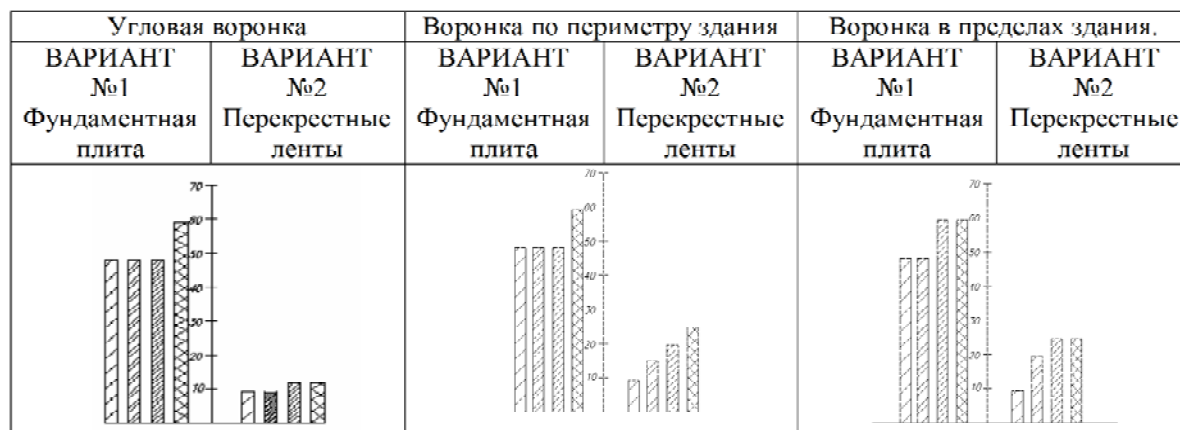 Угловая воронка
Воронка по периметру здания
Воронка в пределах здания.
ВАРИАНТ
№1
Фундаментная
плита
ВАРИАНТ
№2
Перекрестные
ленты
ВАРИАНТ
№1
Фундаментная
плита
ВАРИАНТ
№2
Перекрестные
ленты
ВАРИАНТ
№1
Фундаментная
плита
ВАРИАНТ
№2
Перекрестные
ленты
70
60
50
40
30
20
10
70
60
50
40
30
20
10
70
60
50
40
30
20
10